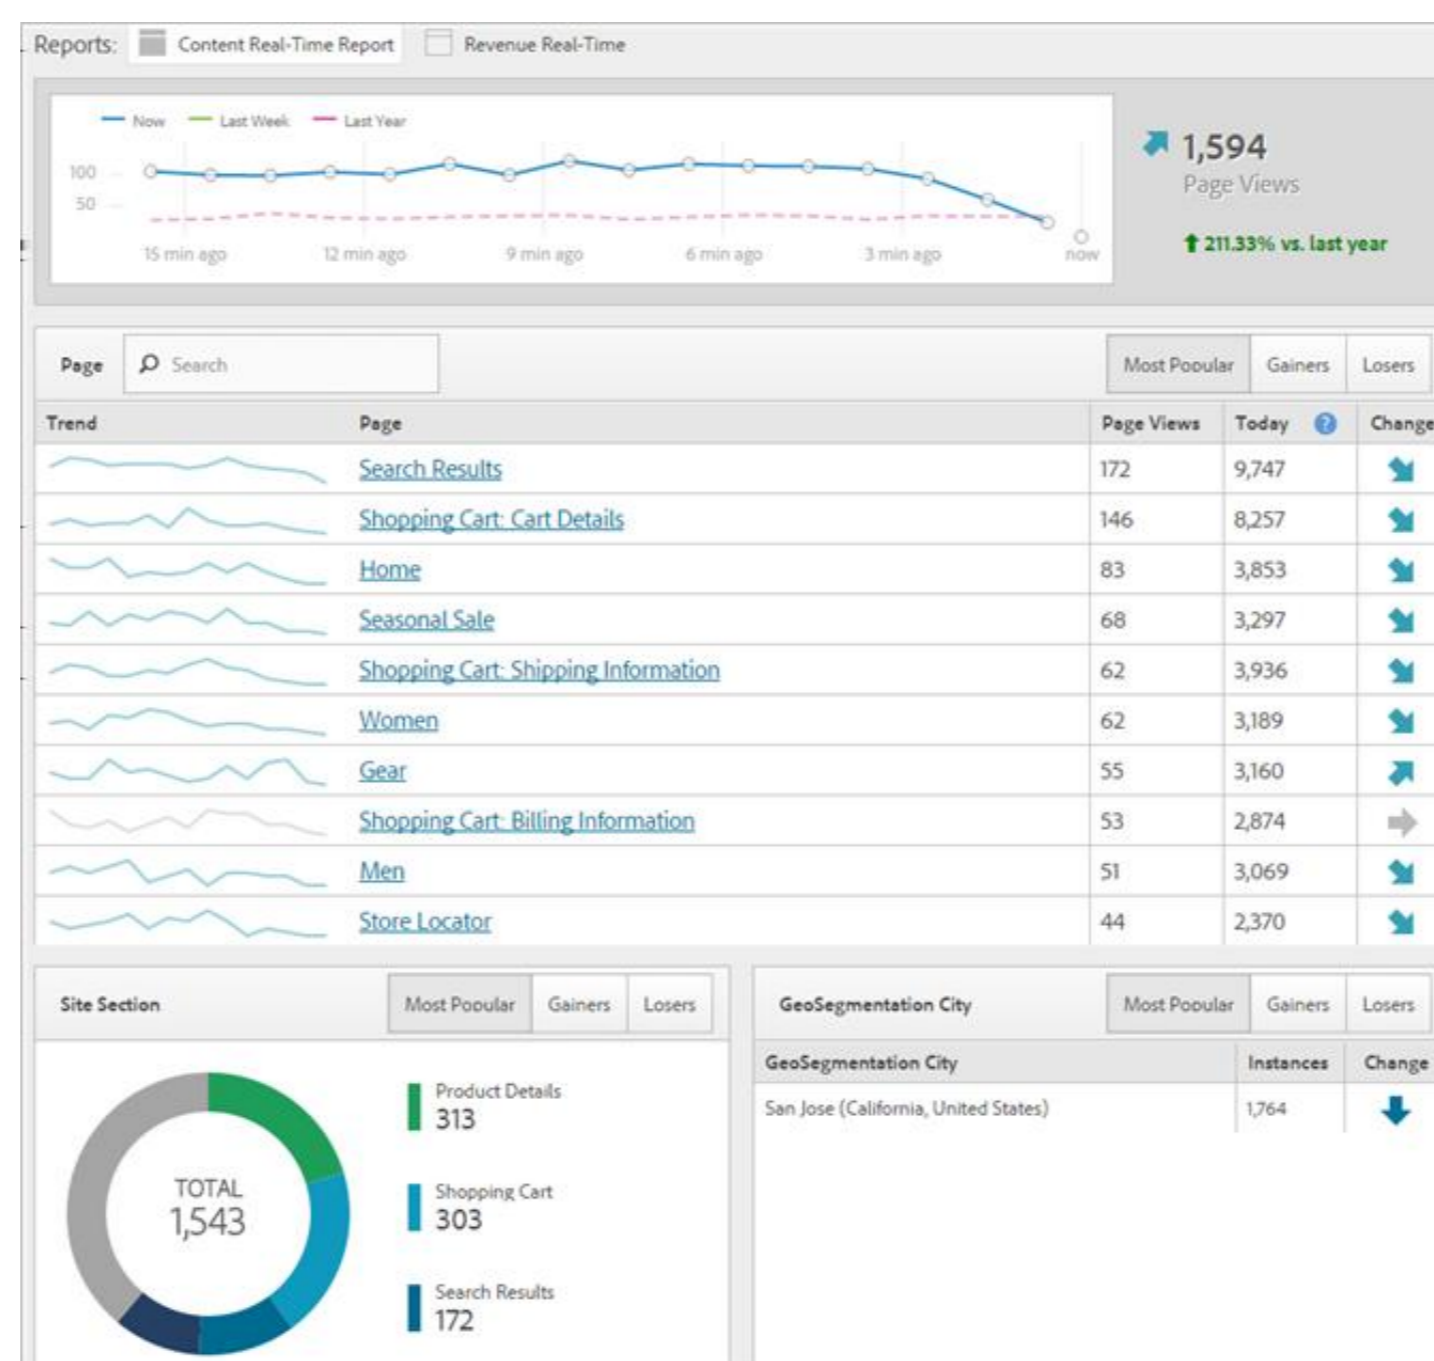 Reports: Content Real-Time Report Revenue Real-Time
Now Last Week Last Year
100
50
15 min ago 12 min ago 9 min ago 6 min ago 3 min ago now
1,594
Page Views
211.33% vs. last year
Page Search Most Popular Gainers Losers
Trend Page Page Views Today ? Change
Search Results 172 9,747
Shopping Cart: Cart Details 146 8,257
Home 83 3,853
Seasonal Sale 68 3,297
Shopping Cart: Shipping Information 62 3,936
Women 62 3,189
Gear 55 3,160
Shopping Cart: Billing Information 53 2,874
Men 51 3,069
Store Locator 44 2,370
Site Section Most Popular Gainers Losers
TOTAL
1,543
Product Details
313
Shopping Cart
303
Search Results
172
GeoSegmentation City Most Popular Gainers Losers
GeoSegmentation City Instances Change
San Jose (California, United States) 1,764